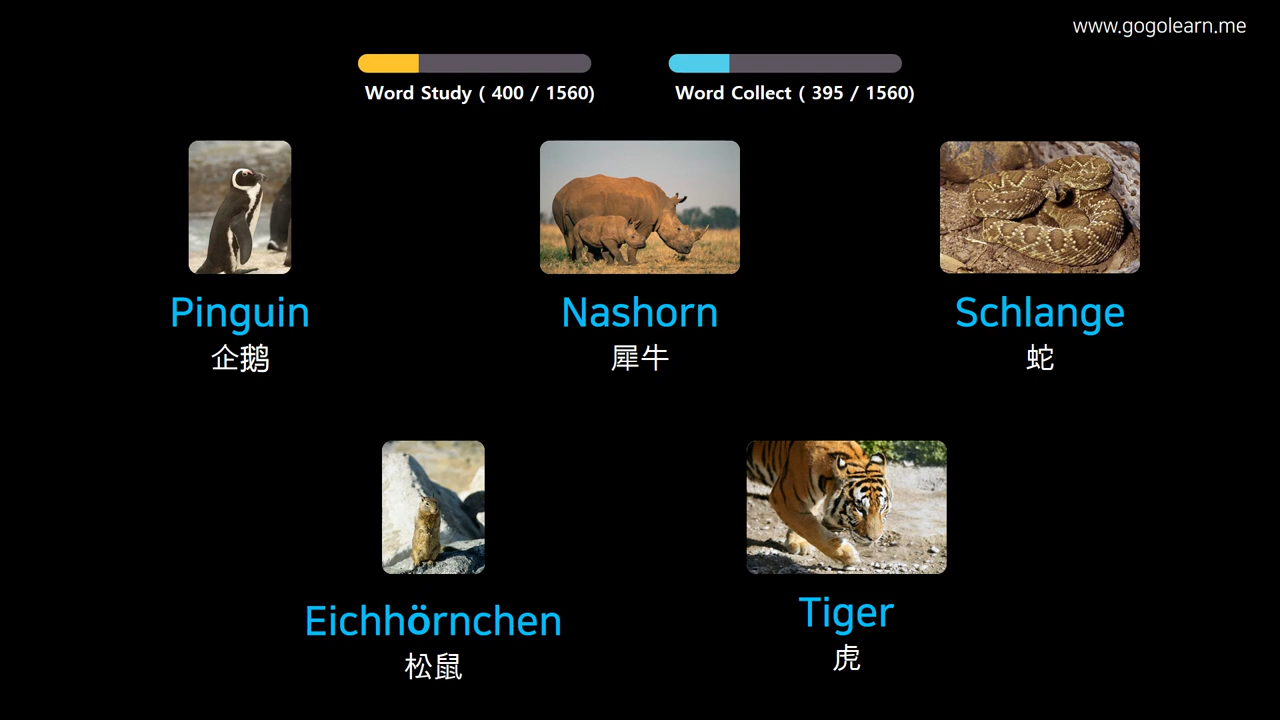 www.gogolearn.me
Word Study ( 400 / 1560)
Word Collect ( 395 / 1560)
Pinguin
企鹅
Nashorn
犀牛
Schlange
蛇
Eichhörnchen
松鼠
Tiger
虎